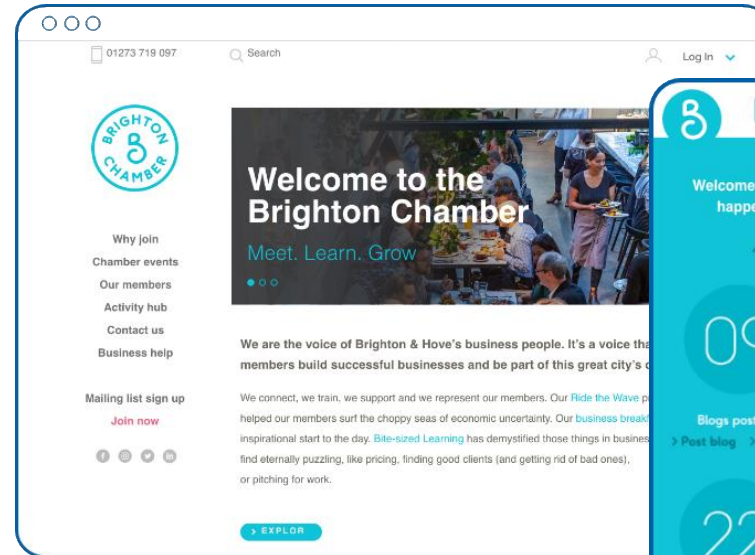 01273 719 097
Search
Log In
BRIGHTON
B
CHAMBER
Welcome to the
Brighton Chamber
Meet. Learn. Grow
Why join
Chamber events
Our members
Activity hub
Contact us
Business help
Mailing list sign up
Join now
We are the voice of Brighton & Hove's business people. It's a voice
members build successful businesses and be part of this great city's
We connect, we train, we support and we represent our members. Our Ride the Wave
helped our members surf the choppy seas of economic uncertainty. Our business
inspirational start to the day. Bite-sized Learning has demystified those things in
find eternally puzzling, like pricing, finding good clients (and getting rid of bad ones),
or pitching for work.
> EXPLOR
B
Welcome
Blogs
> Post blog >
22